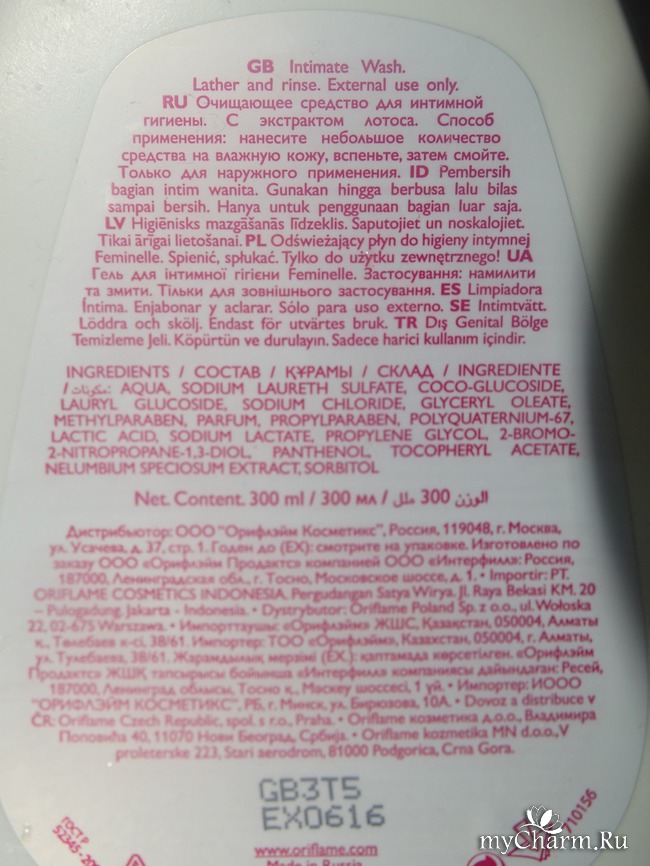 GB Intimate Wash.
Lather and rinse. External use only.
RU Очищающее средство для интимной
гигиены. С экстрактом лотоса. Способ
применения: нанесите небольшое количество
средства на влажную кожу, вспеньте, затем смойте.
Только для наружного применения. ID Pembersih
bagian intim wanita. Gunakan hingga berbusa lalu bilas
sampai bersih. Hanya untuk penggunaan bagian luar saja.
LV Higiēnisks mazgāšanās līdzeklis. Saputojiet un noskalojiet.
Tikai ārīgai lietošanai. PL Odświeżający płyn do higieny intymnej
Feminelle. Spienić, spłukać. Tylko do użytku zewnętrznego! UA
Гель для інтимної гігієни Feminelle. Застосування: намилити
та змити. Тільки для зовнішнього застосування. ES Limpiadora
Íntima. Enjabonar y aclarar. Sólo para uso externo. SE Intimtvätt.
Löddra och skölj. Endast för utvärtes bruk. TR Dış Genital Bölge
Temizleme Jeli. Köpürtün ve durulayın. Sadece harici kullanım içindir.
INGREDIENTS / СОСТАВ / ҚҰРАМЫ / СКЛАД / INGREDIENTE
/ مكونات: AQUA, SODIUM LAURETH SULFATE, COCO-GLUCOSIDE,
LAURYL GLUCOSIDE, SODIUM CHLORIDE, GLYCERYL OLEATE,
METHYLPARABEN, PARFUM, PROPYLPARABEN, POLYQUATERNIUM-67,
LACTIC ACID, SODIUM LACTATE, PROPYLENE GLYCOL, 2-BROMO-
2-NITROPROPANE-1,3-DIOL, PANTHENOL, TOCOPHERYL ACETATE,
NELUMBIUM SPECIOSUM EXTRACT, SORBITOL
Net. Content. 300 ml / 300 мл / الوزن 300 ملل
Дистрибьютор: ООО "Орифлэйм Косметикс", Россия, 119048, г. Москва,
ул. Усачева, д. 37, стр. 1. Годен до (EX): смотрите на упаковке. Изготовлено по
заказу ООО «Орифлэйм Продактс» компанией ООО «Интерфилл»: Россия,
187000, Ленинградская обл., г. Тосно, Московское шоссе, д. 1. • Importir: PT.
ORIFLAME COSMETICS INDONESIA, Pergudangan Satya Wirya. Jl. Raya Bekasi KM. 20
– Pulogadung, Jakarta - Indonesia. • Dystrybutor: Oriflame Poland Sp. z o.o., ul. Wołoska
22, 02-675 Warszawa. • Импорттаушы: «Орифлэйм» ЖШС, Қазақстан, 050004, Алматы
қ., Төлебаев к-сі, 38/61. Импортер: ТОО «Орифлэйм», Казахстан, 050004, г. Алматы,
ул. Тулебаева, 38/61. Жарамдылық мерзімі (EX): қаптамада көрсетілген. «Орифлэйм
Продактс» ЖШҚ тапсырысы бойынша «Интерфилл» компаниясы дайындаған: Ресей,
187000, Ленинград облысы, Тосно қ., Маскеу шоссесі, 1 үй. • Импортер: ИООО
"ОРИФЛЭЙМ КОСМЕТИКС", РБ, г. Минск, ул. Бирюзова, 10А. • Dovoz a distribuce v
ČR: Oriflame Czech Republic, spol. s r.o., Praha. • Oriflame козметика д.о.о., Владимира
Поповића 40, 11070 Нови Београд, Србија. • Oriflame kozmetika MN d.o.o., V
proleterske 223, Stari aerodrom, 81000 Podgorica, Crna Gora.
GB3T5
EX0616
ГОСТ Р
52345-20
710156
www.oriflame.com
Made in Russia
myCharm.Ru